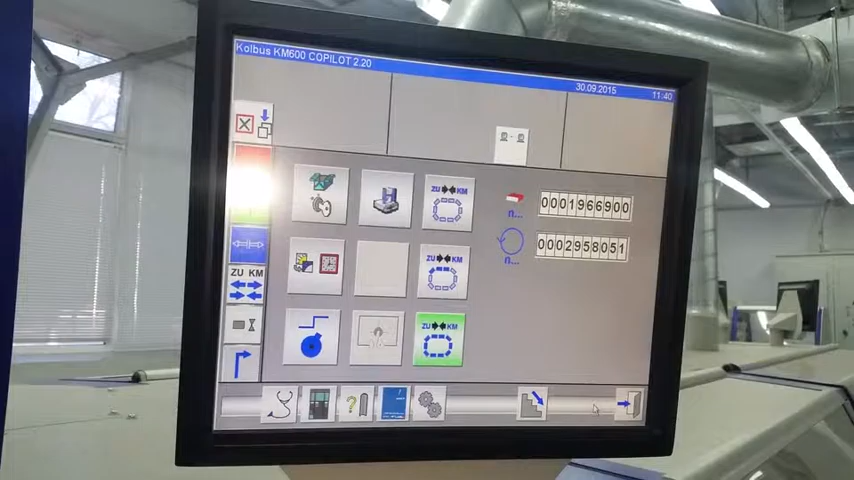 Kolbus KM600 COPILOT 2.20
30.09.2015
11:40
ZU KM
n...
0001966900
ZU KM
n...
0002958051
ZU KM
ZU KM
?